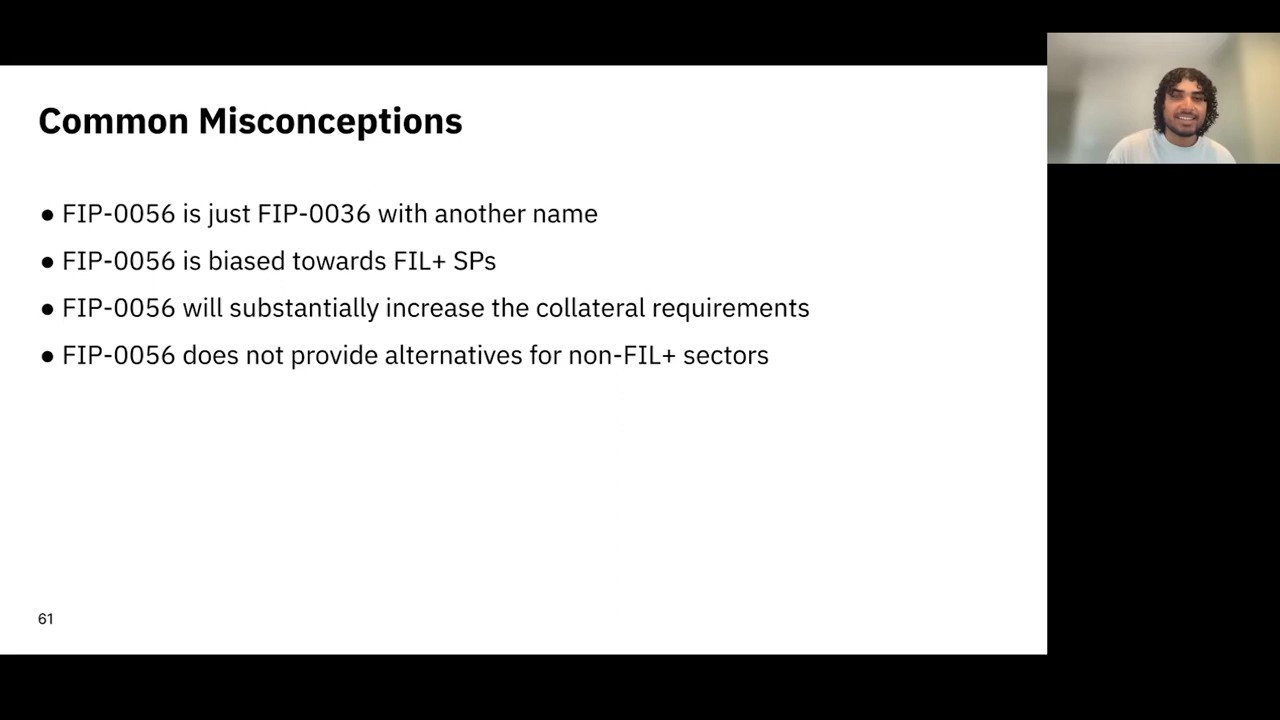 Common Misconceptions
● FIP-0056 is just FIP-0036 with another name
● FIP-0056 is biased towards FIL+ SPs
● FIP-0056 will substantially increase the collateral requirements
● FIP-0056 does not provide alternatives for non-FIL+ sectors
61